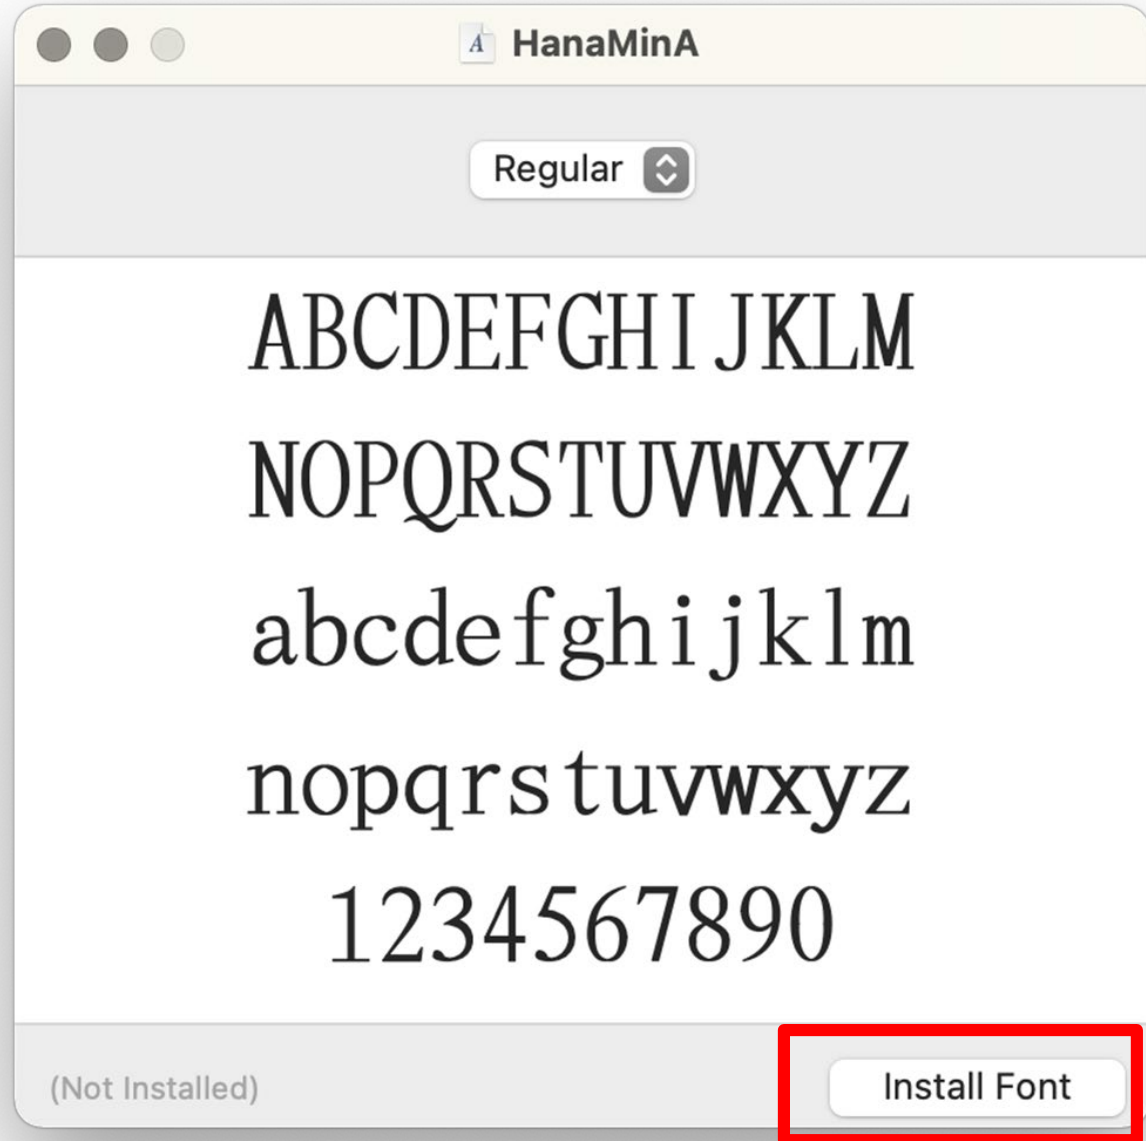 HanaMinA
Regular
ABCDEFGHIJKLM
NOPQRSTUVWXYZ
abcdefghijklm
nopqrstuvwxyz
1234567890
(Not Installed)
Install Font